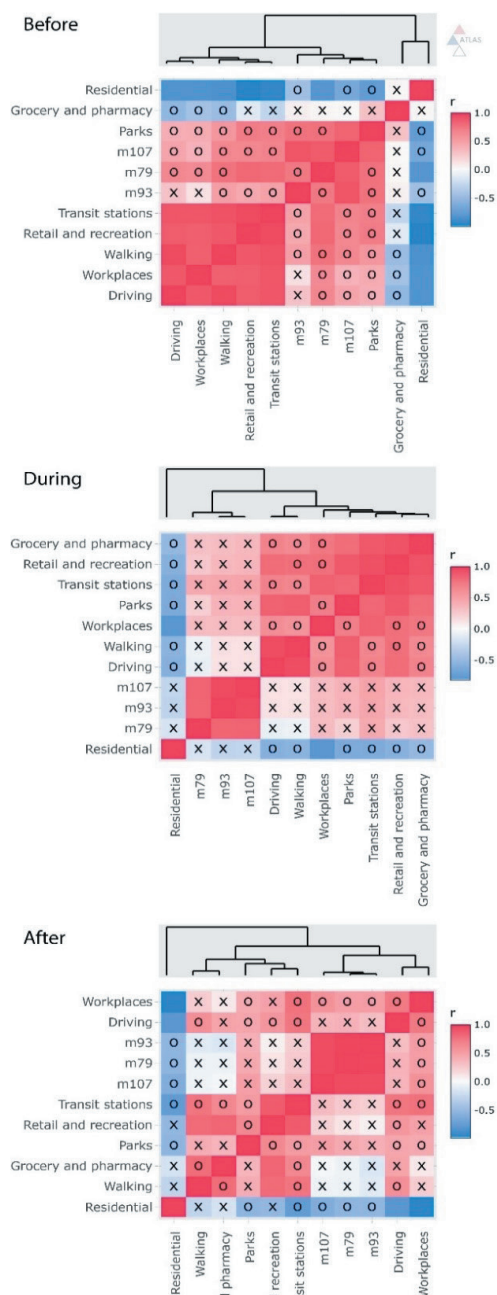 Before
ATLAS
Residential
Grocery and pharmacy
Parks
m107
m79
m93
Transit stations
Retail and recreation
Walking
Workplaces
Driving
r
1.0
0.5
0.0
-0.5
Driving
Workplaces
Walking
Retail and recreation
Transit stations
m93
m79
m107
Parks
Grocery and pharmacy
Residential
During
Grocery and pharmacy
Retail and recreation
Transit stations
Parks
Workplaces
Walking
Driving
m107
m93
m79
Residential
r
1.0
0.5
0.0
-0.5
Residential
m79
m93
m107
Driving
Walking
Workplaces
Parks
Transit stations
Retail and recreation
Grocery and pharmacy
After
Workplaces
Driving
m93
m79
m107
Transit stations
Retail and recreation
Parks
Grocery and pharmacy
Walking
Residential
r
1.0
0.5
0.0
-0.5
Residential
Walking
d pharmacy
Parks
recreation
sit stations
m107
m79
m93
Driving
Workplaces